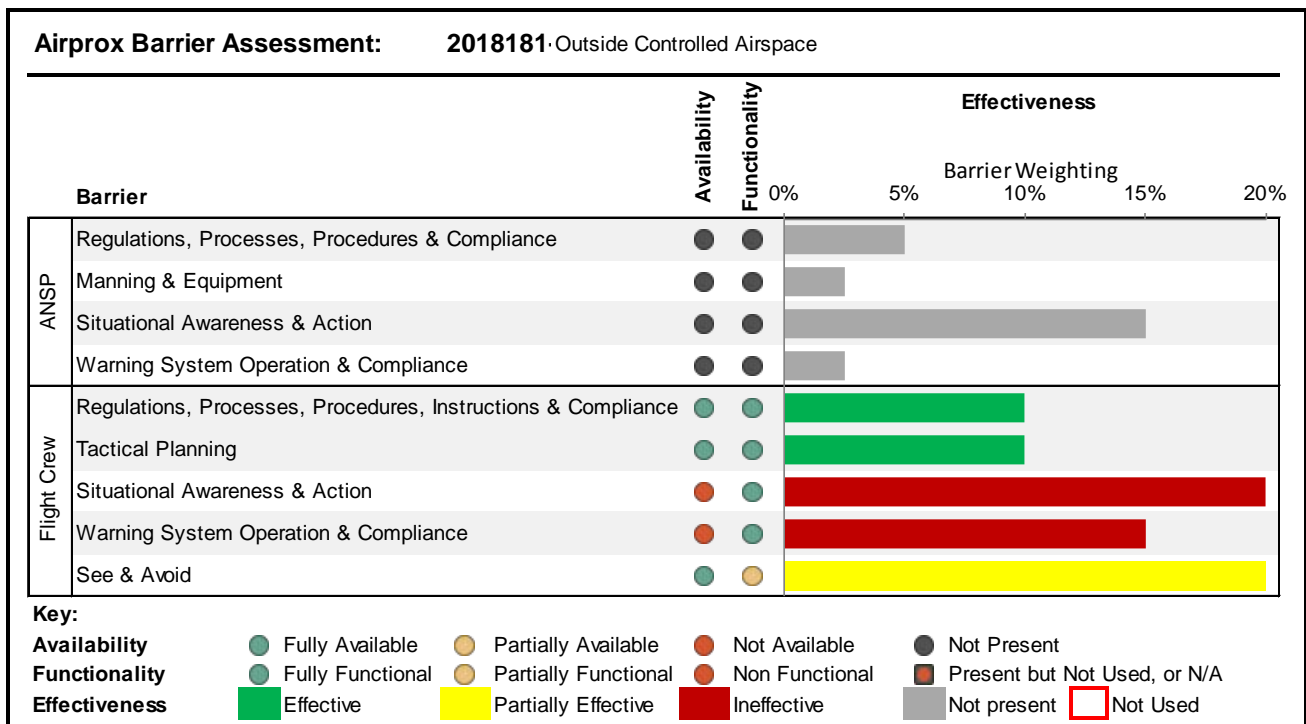 Airprox Barrier Assessment: 2018181 Outside Controlled Airspace
Availability
Functionality
Effectiveness
Barrier Weighting
Barrier
0% 5% 10% 15% 20%
ANSP
Regulations, Processes, Procedures & Compliance
Manning & Equipment
Situational Awareness & Action
Warning System Operation & Compliance
Flight Crew
Regulations, Processes, Procedures, Instructions & Compliance
Tactical Planning
Situational Awareness & Action
Warning System Operation & Compliance
See & Avoid
Key:
Availability Fully Available Partially Available Not Available Not Present
Functionality Fully Functional Partially Functional Non Functional Present but Not Used, or N/A
Effectiveness Effective Partially Effective Ineffective Not present Not Used